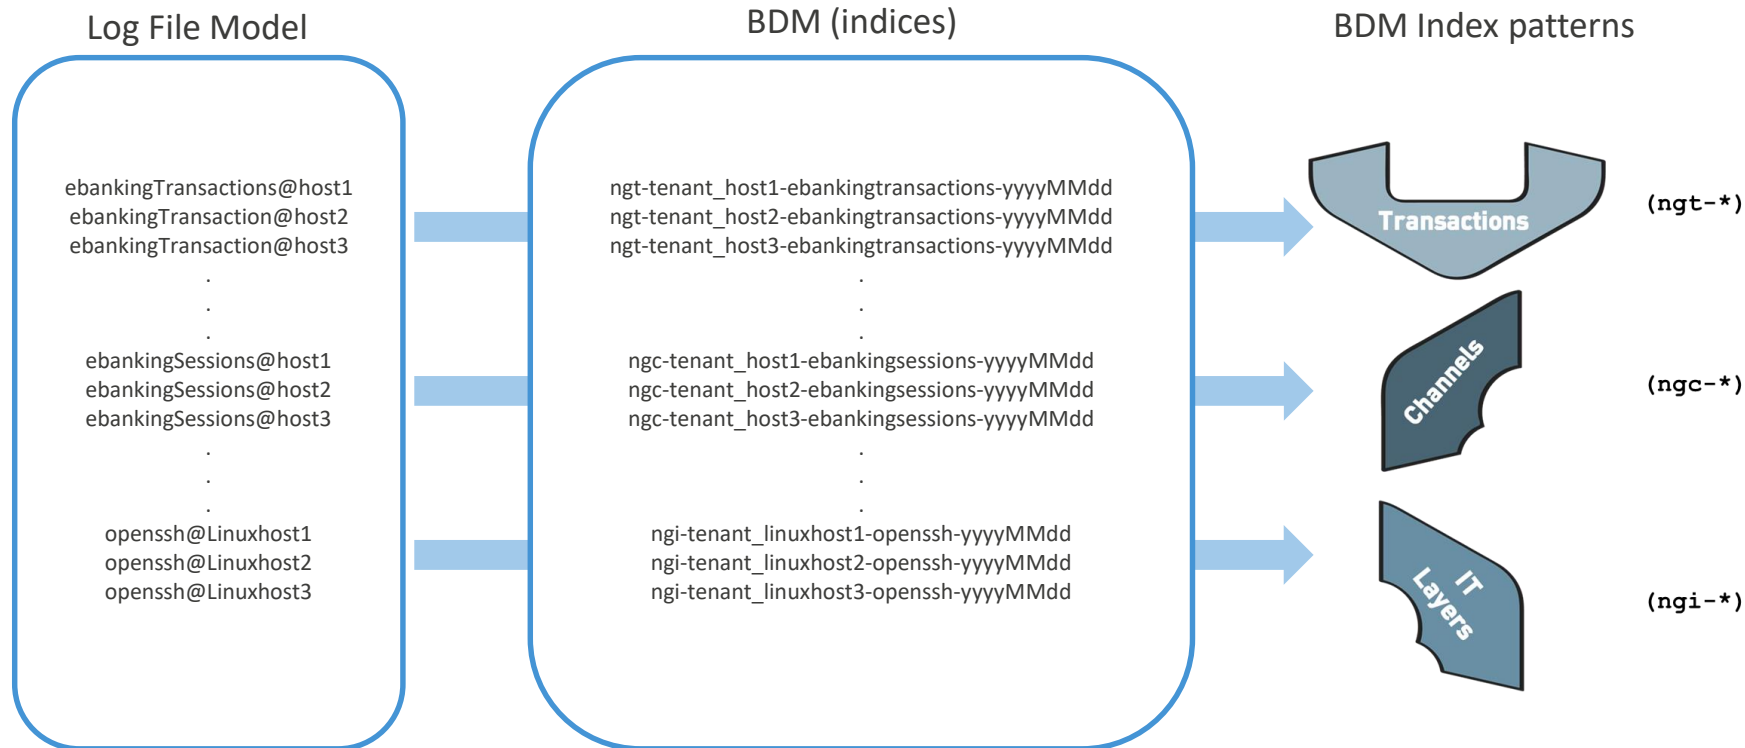 Log File Model
BDM (indices)
BDM Index patterns
ebankingTransactions@host1
ebankingTransaction@host2
ebankingTransaction@host3
.
.
.
ebankingSessions@host1
ebankingSessions@host2
ebankingSessions@host3
.
.
.
openssh@Linuxhost1
openssh@Linuxhost2
openssh@Linuxhost3
ngt-tenant_host1-ebankingtransactions-yyyyMMdd
ngt-tenant_host2-ebankingtransactions-yyyyMMdd
ngt-tenant_host3-ebankingtransactions-yyyyMMdd
.
.
.
ngc-tenant_host1-ebankingsessions-yyyyMMdd
ngc-tenant_host2-ebankingsessions-yyyyMMdd
ngc-tenant_host3-ebankingsessions-yyyyMMdd
.
.
.
ngi-tenant_linuxhost1-openssh-yyyyMMdd
ngi-tenant_linuxhost2-openssh-yyyyMMdd
ngi-tenant_linuxhost3-openssh-yyyyMMdd
Transactions
(ngt-*)
Channels
(ngc-*)
IT
Layers
(ngi-*)